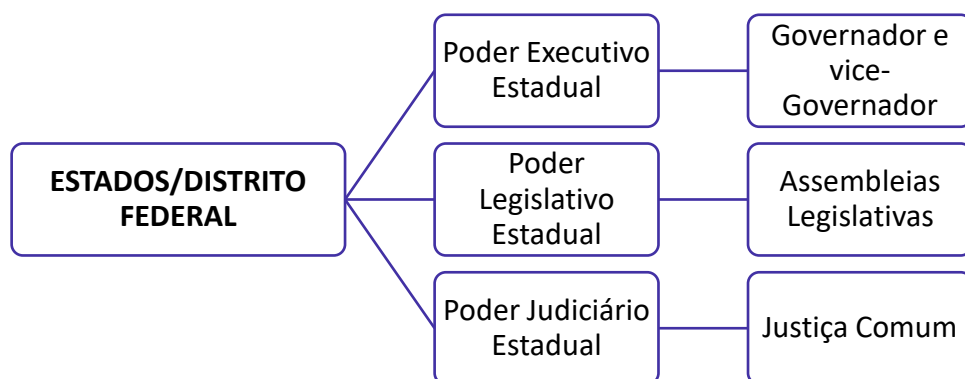 ESTADOS/DISTRITO
FEDERAL
Poder Executivo
Estadual
Governador e
vice-
Governador
Poder
Legislativo
Estadual
Assembleias
Legislativas
Poder Judiciário
Estadual
Justiça Comum